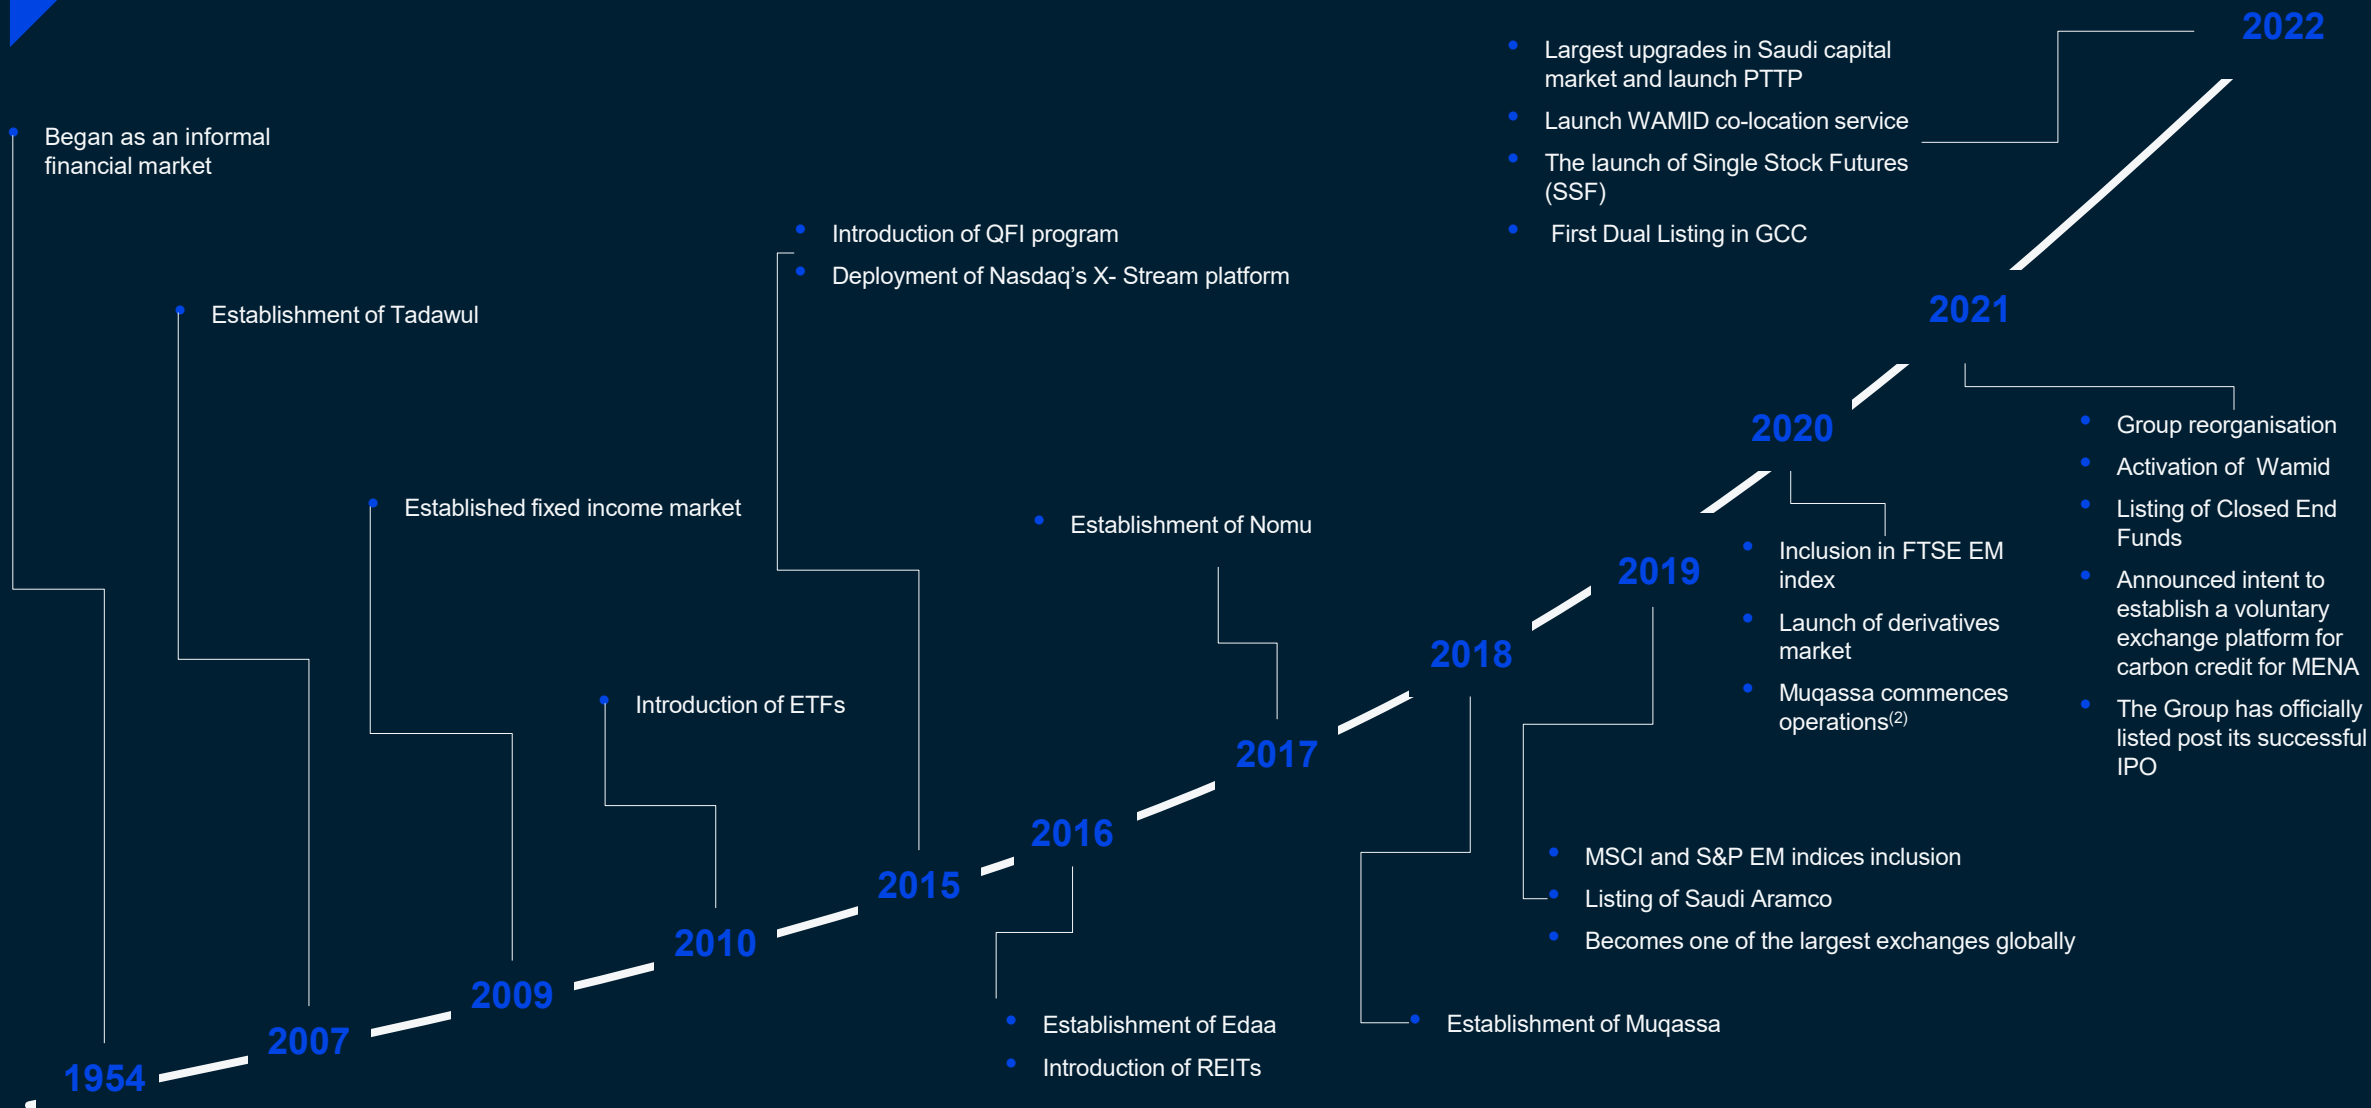 1954
Began as an informal
financial market
2007
Establishment of Tadawul
2009
Established fixed income market
2010
Introduction of ETFs
2015
Introduction of QFI program
Deployment of Nasdaq’s X- Stream platform
2016
Establishment of Edaa
Introduction of REITs
2017
Establishment of Nomu
2018
Establishment of Muqassa
2019
MSCI and S&P EM indices inclusion
Listing of Saudi Aramco
Becomes one of the largest exchanges globally
2020
Inclusion in FTSE EM
index
Launch of derivatives
market
Muqassa commences
operations(2)
2021
Group reorganisation
Activation of Wamid
Listing of Closed End
Funds
Announced intent to
establish a voluntary
exchange platform for
carbon credit for MENA
The Group has officially
listed post its successful
IPO
2022
Largest upgrades in Saudi capital
market and launch PTTP
Launch WAMID co-location service
The launch of Single Stock Futures
(SSF)
First Dual Listing in GCC